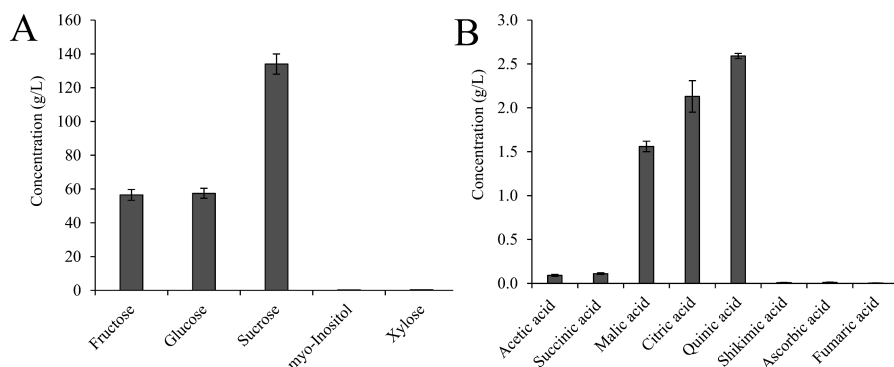 A
Concentration (g/L)
160
140
120
100
80
60
40
20
0
Fructose
Glucose
Sucrose
myo-Inositol
Xylose
B
Concentration (g/L)
3.0
2.5
2.0
1.5
1.0
0.5
0.0
Acetic acid
Succinic acid
Malic acid
Citric acid
Quinic acid
Shikimic acid
Ascorbic acid
Fumaric acid